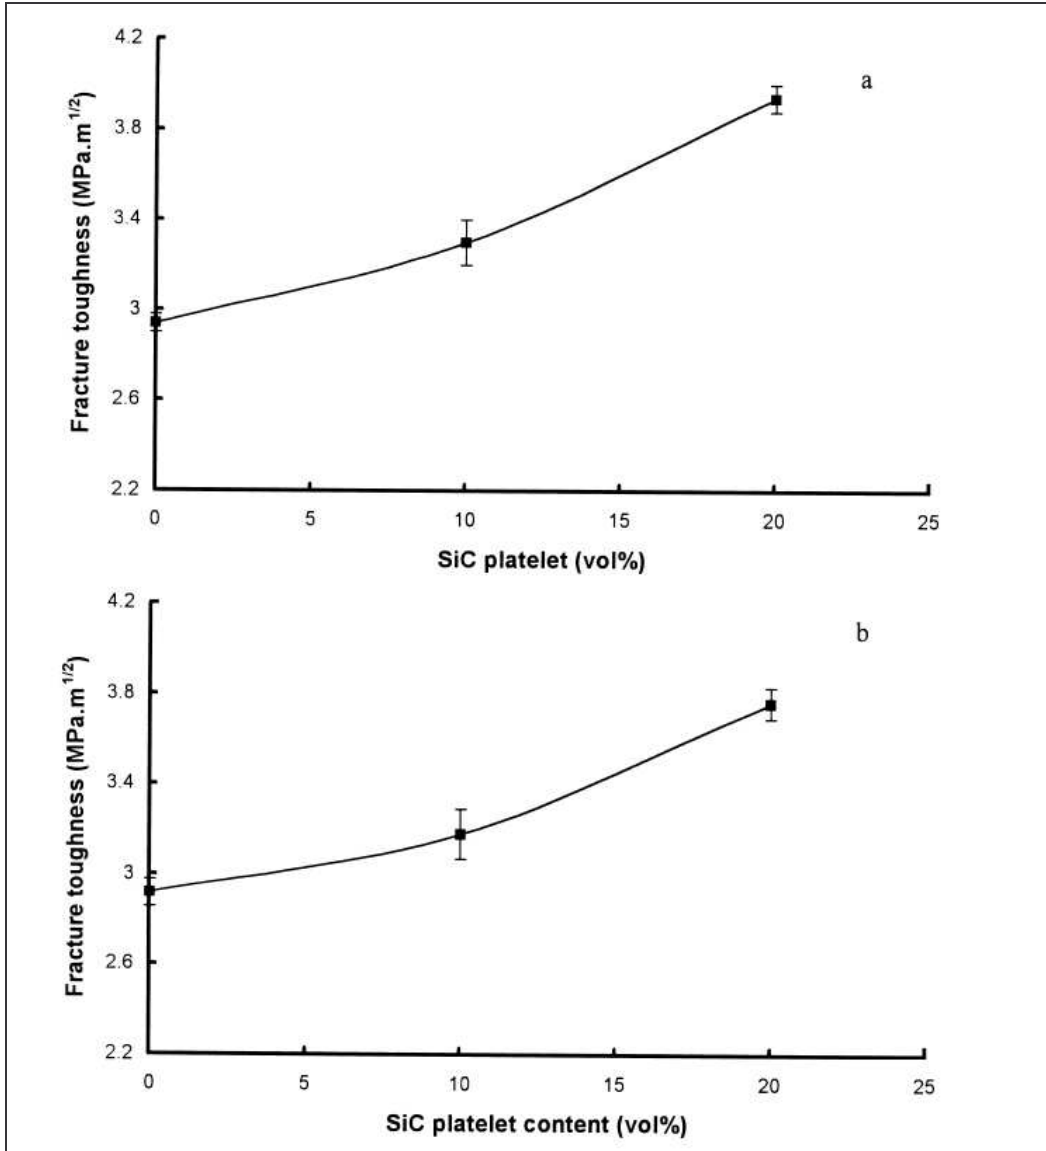 4.2
a
3.8
3.4
3
2.6
2.2
Fracture toughness (MPa.m1/2)
0 5 10 15 20 25
SiC platelet (vol%)
4.2
b
3.8
3.4
3
2.6
2.2
Fracture toughness (MPa.m1/2)
0 5 10 15 20 25
SiC platelet content (vol%)